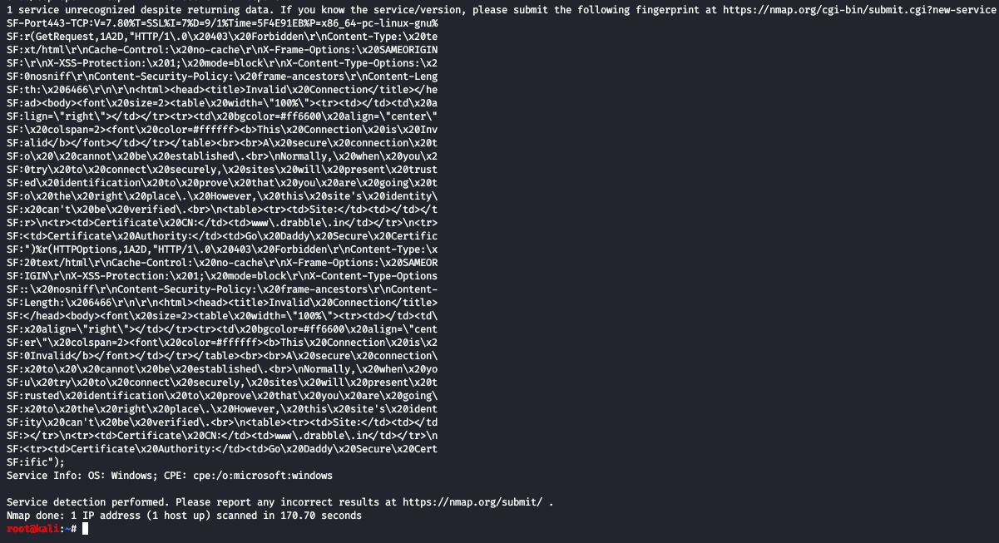 1 service unrecognized despite returning data. If you know the service/version, please submit the following fingerprint at https://nmap.org/cgi-bin/submit.cgi?new-service
SF-Port443-TCP:V=7.80%T=SSL%I=7%D=9/1%Time=5F4E91EB%P=x86_64-pc-linux-gnu%
SF:r(GetRequest,1A2D,"HTTP/1\.0\x20403\x20Forbidden\r\nContent-Type:\x20te
SF:xt/html\r\nCache-Control:\x20no-cache\r\nX-Frame-Options:\x20SAMEORIGIN
SF:\r\nX-XSS-Protection:\x201;\x20mode=block\r\nX-Content-Type-Options:\x2
SF:0nosniff\r\nContent-Security-Policy:\x20frame-ancestors\r\nContent-Leng
SF:th:\x206466\r\n\r\n<html><head><title>Invalid\x20Connection</title></he
SF:ad><body><font\x20size=2><table\x20width=\"100%\"><tr><td></td><td\x20a
SF:lign=\"right\"></td></tr><tr><td\x20bgcolor=#ff6600\x20align=\"center\"
SF:\x20colspan=2><font\x20color=#ffffff><b>This\x20Connection\x20is\x20Inv
SF:alid</b></font></td></tr></table><br><br>A\x20secure\x20connection\x20t
SF:o\x20\x20cannot\x20be\x20established\.<br>\nNormally,\x20when\x20you\x2
SF:0try\x20to\x20connect\x20securely,\x20sites\x20will\x20present\x20trust
SF:ed\x20identification\x20to\x20prove\x20that\x20you\x20are\x20going\x20t
SF:o\x20the\x20right\x20place\.\x20However,\x20this\x20site's\x20identity\
SF:x20can't\x20be\x20verified\.<br>\n<table><tr><td>Site:</td><td></td></t
SF:r>\n<tr><td>Certificate\x20CN:</td><td>www\.drabble\.in</td></tr>\n<tr>
SF:<td>Certificate\x20Authority:</td><td>Go\x20Daddy\x20Secure\x20Certific
SF:")%r(HTTPOptions,1A2D,"HTTP/1\.0\x20403\x20Forbidden\r\nContent-Type:\x
SF:20text/html\r\nCache-Control:\x20no-cache\r\nX-Frame-Options:\x20SAMEOR
SF:IGIN\r\nX-XSS-Protection:\x201;\x20mode=block\r\nX-Content-Type-Options
SF::\x20nosniff\r\nContent-Security-Policy:\x20frame-ancestors\r\nContent-
SF:Length:\x206466\r\n\r\n<html><head><title>Invalid\x20Connection</title>
SF:</head><body><font\x20size=2><table\x20width=\"100%\"><tr><td></td><td\
SF:x20align=\"right\"></td></tr><tr><td\x20bgcolor=#ff6600\x20align=\"cent
SF:er\"\x20colspan=2><font\x20color=#ffffff><b>This\x20Connection\x20is\x2
SF:0Invalid</b></font></td></tr></table><br><br>A\x20secure\x20connection\
SF:x20to\x20\x20cannot\x20be\x20established\.<br>\nNormally,\x20when\x20yo
SF:u\x20try\x20to\x20connect\x20securely,\x20sites\x20will\x20present\x20t
SF:rusted\x20identification\x20to\x20prove\x20that\x20you\x20are\x20going\
SF:x20to\x20the\x20right\x20place\.\x20However,\x20this\x20site's\x20ident
SF:ity\x20can't\x20be\x20verified\.<br>\n<table><tr><td>Site:</td><td></td
SF:></tr>\n<tr><td>Certificate\x20CN:</td><td>www\.drabble\.in</td></tr>\n
SF:<tr><td>Certificate\x20Authority:</td><td>Go\x20Daddy\x20Secure\x20Cert
SF:ific");
Service Info: OS: Windows; CPE: cpe:/o:microsoft:windows
Service detection performed. Please report any incorrect results at https://nmap.org/submit/ .
Nmap done: 1 IP address (1 host up) scanned in 170.70 seconds
root@kali:~#